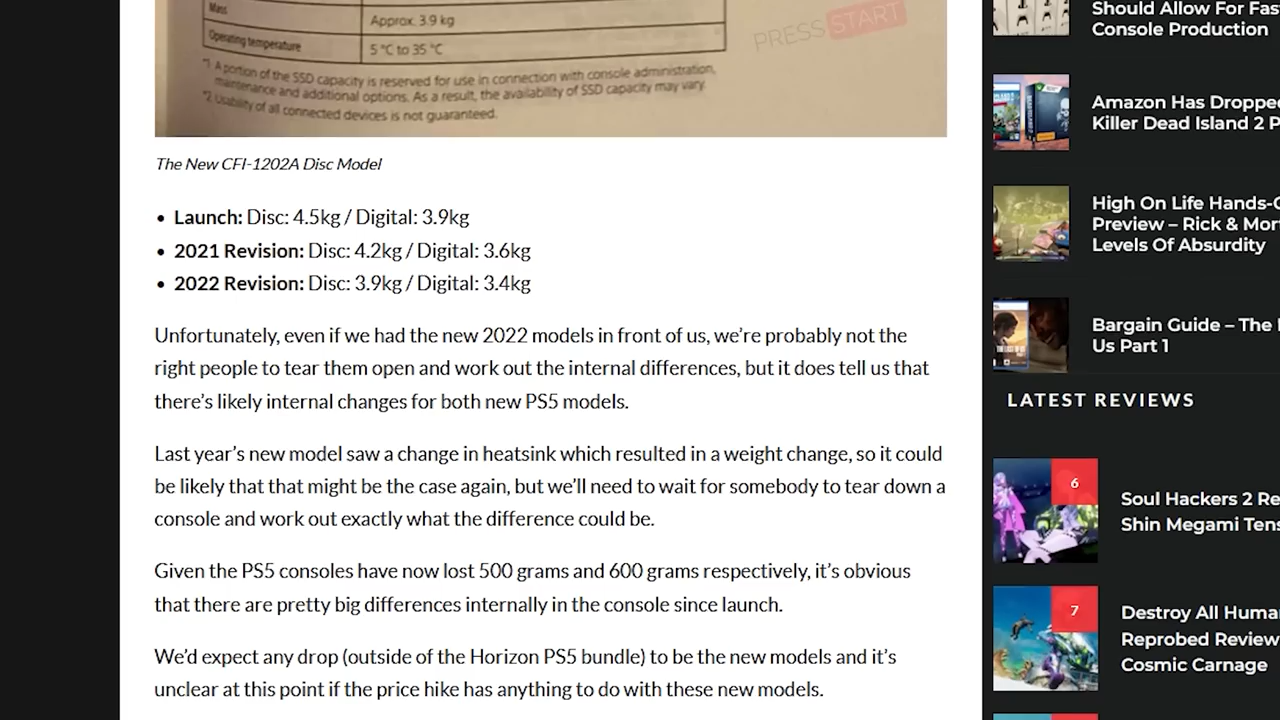 Mass
Approx. 3.9 kg
Operating temperature
5 °C to 35 °C
*1 A portion of the SSD capacity is reserved for use in connection with console administration,
maintenance and additional options. As a result, the availability of SSD capacity may vary.
*2 Usability of all connected devices is not guaranteed.
PRESS START
The New CFI-1202A Disc Model
• Launch: Disc: 4.5kg / Digital: 3.9kg
• 2021 Revision: Disc: 4.2kg / Digital: 3.6kg
• 2022 Revision: Disc: 3.9kg / Digital: 3.4kg
Unfortunately, even if we had the new 2022 models in front of us, we’re probably not the
right people to tear them open and work out the internal differences, but it does tell us that
there’s likely internal changes for both new PS5 models.
Last year’s new model saw a change in heatsink which resulted in a weight change, so it could
be likely that that might be the case again, but we’ll need to wait for somebody to tear down a
console and work out exactly what the difference could be.
Given the PS5 consoles have now lost 500 grams and 600 grams respectively, it’s obvious
that there are pretty big differences internally in the console since launch.
We’d expect any drop (outside of the Horizon PS5 bundle) to be the new models and it’s
unclear at this point if the price hike has anything to do with these new models.
Should Allow For Fas
Console Production
Amazon Has Dropped
Killer Dead Island 2 P
High On Life Hands-O
Preview – Rick & Mor
Levels Of Absurdity
Bargain Guide – The
Us Part 1
LATEST REVIEWS
6
Soul Hackers 2 Re
Shin Megami Tens
7
Destroy All Huma
Reprobed Review
Cosmic Carnage